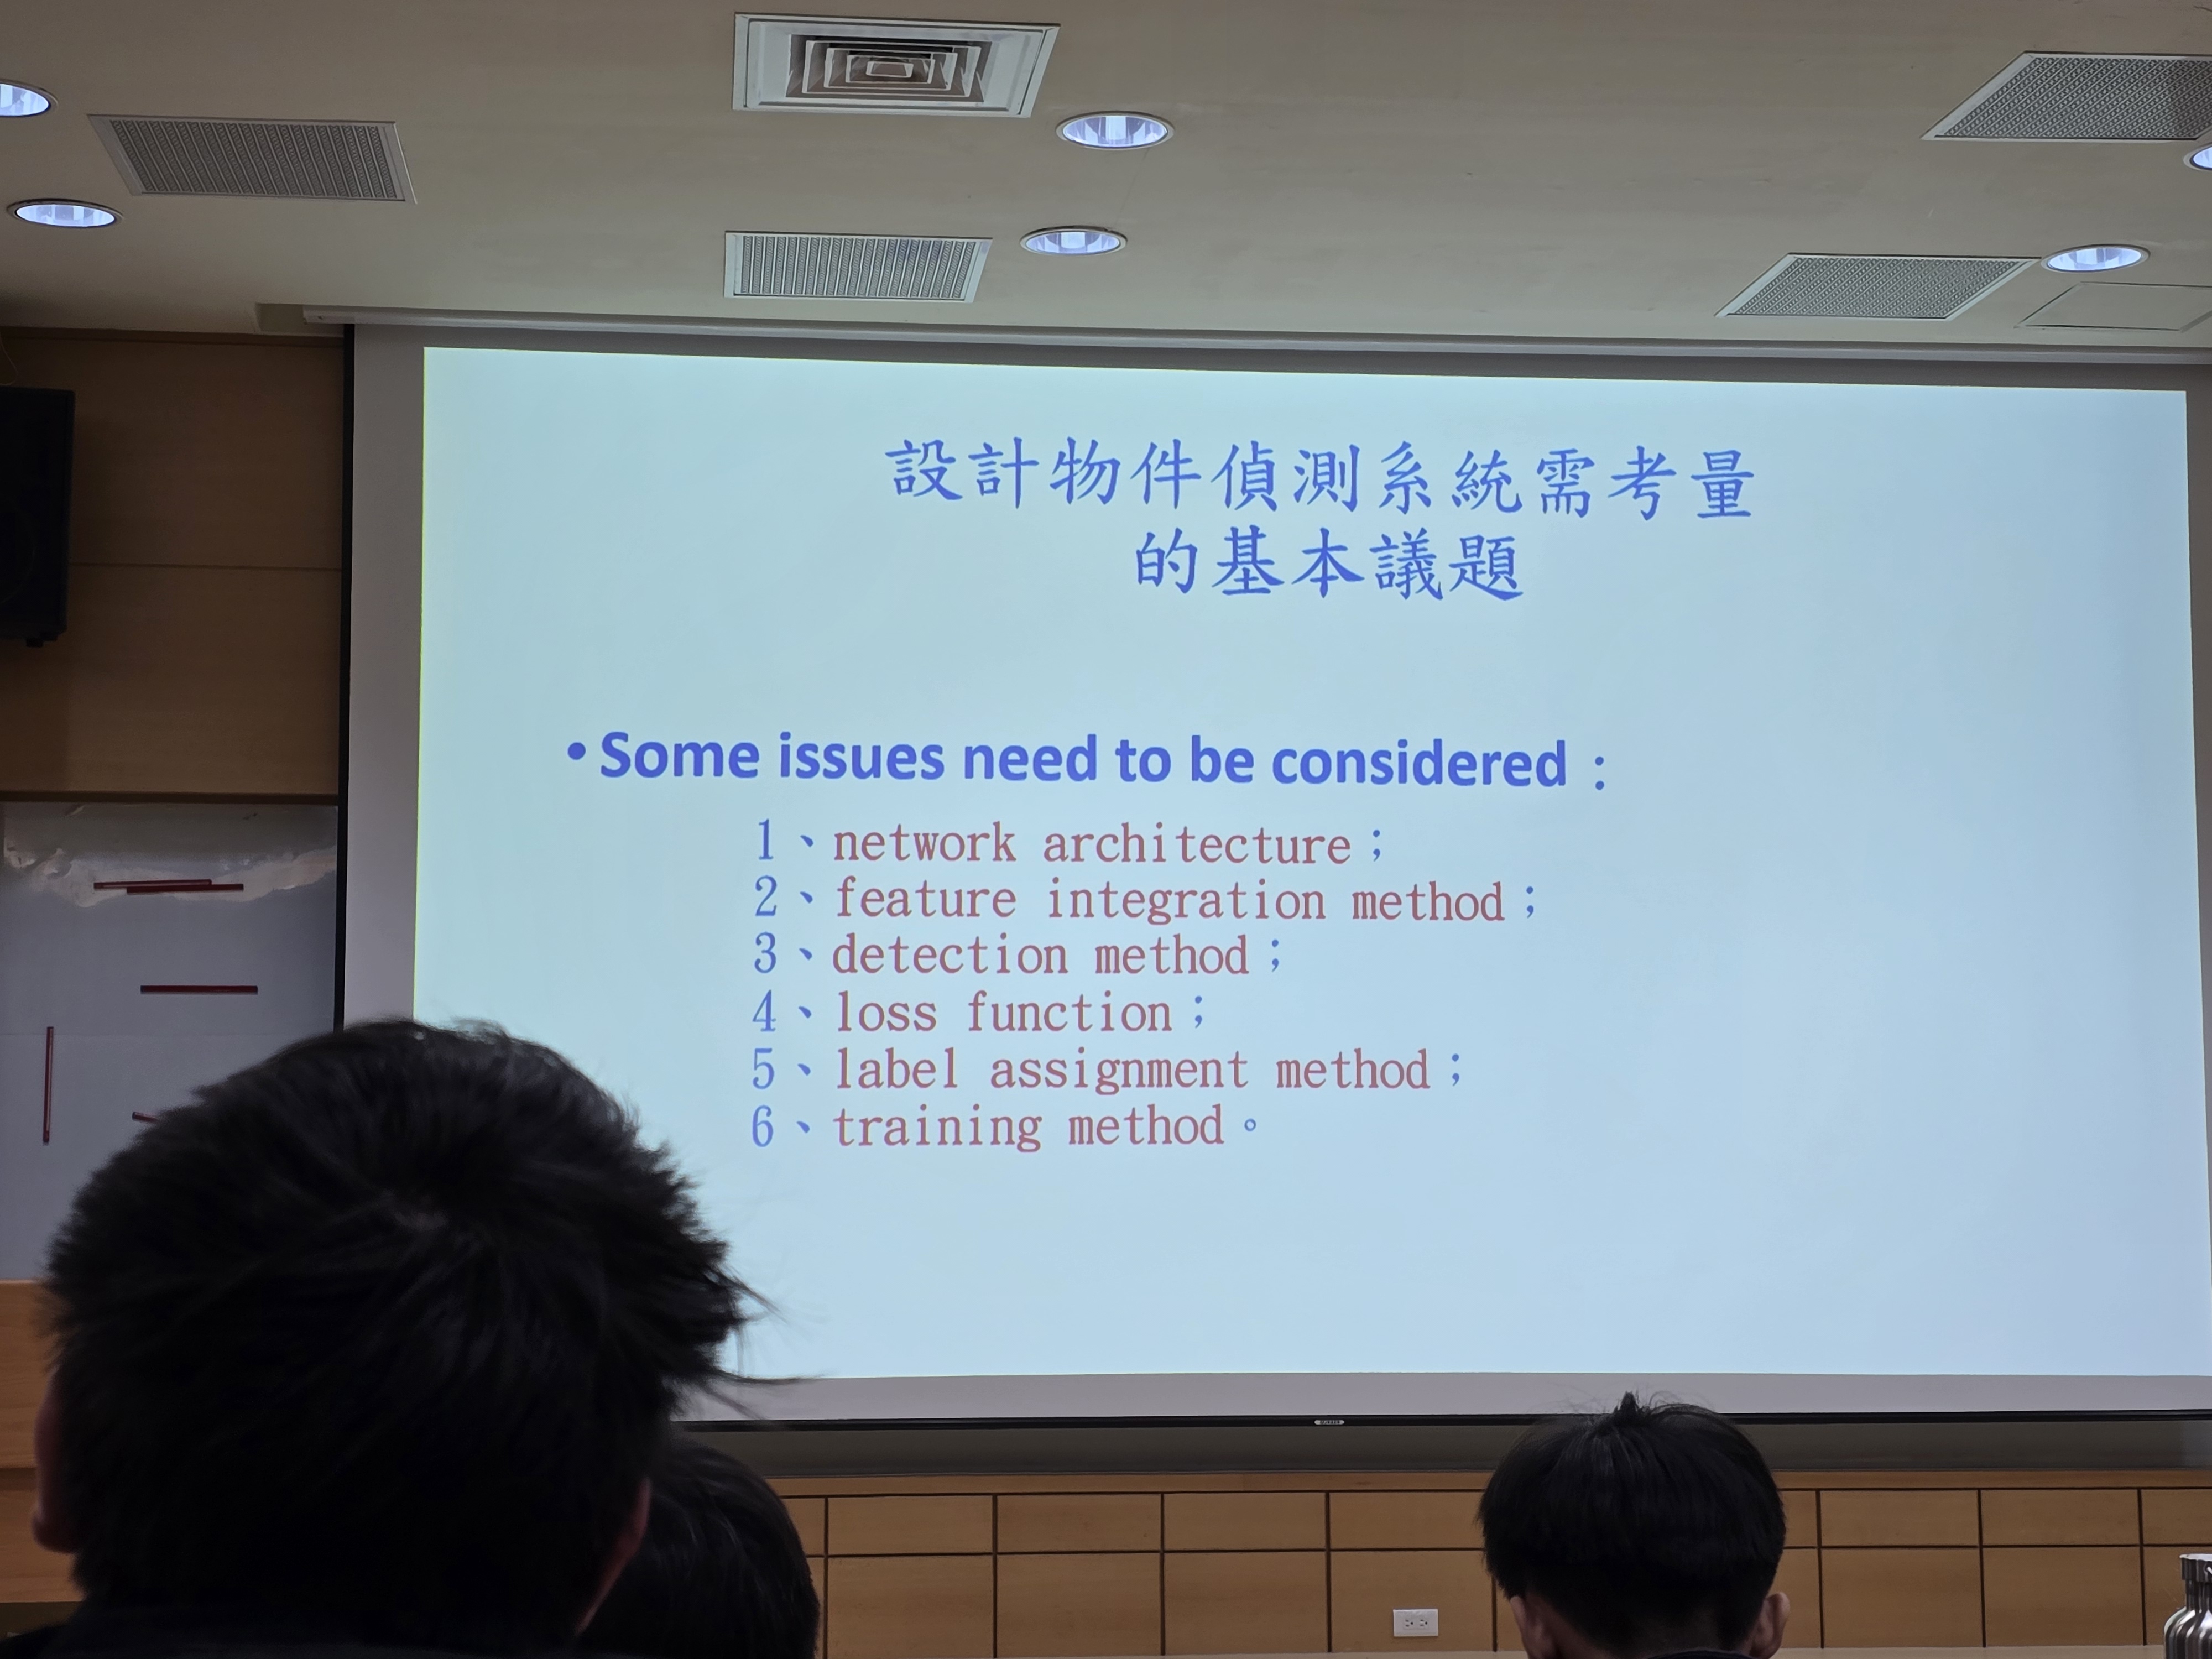 設計物件偵測系統需考量
的基本議題
•Some issues need to be considered：
1、network architecture；
2、feature integration method；
3、detection method；
4、loss function；
5、label assignment method；
6、training method。